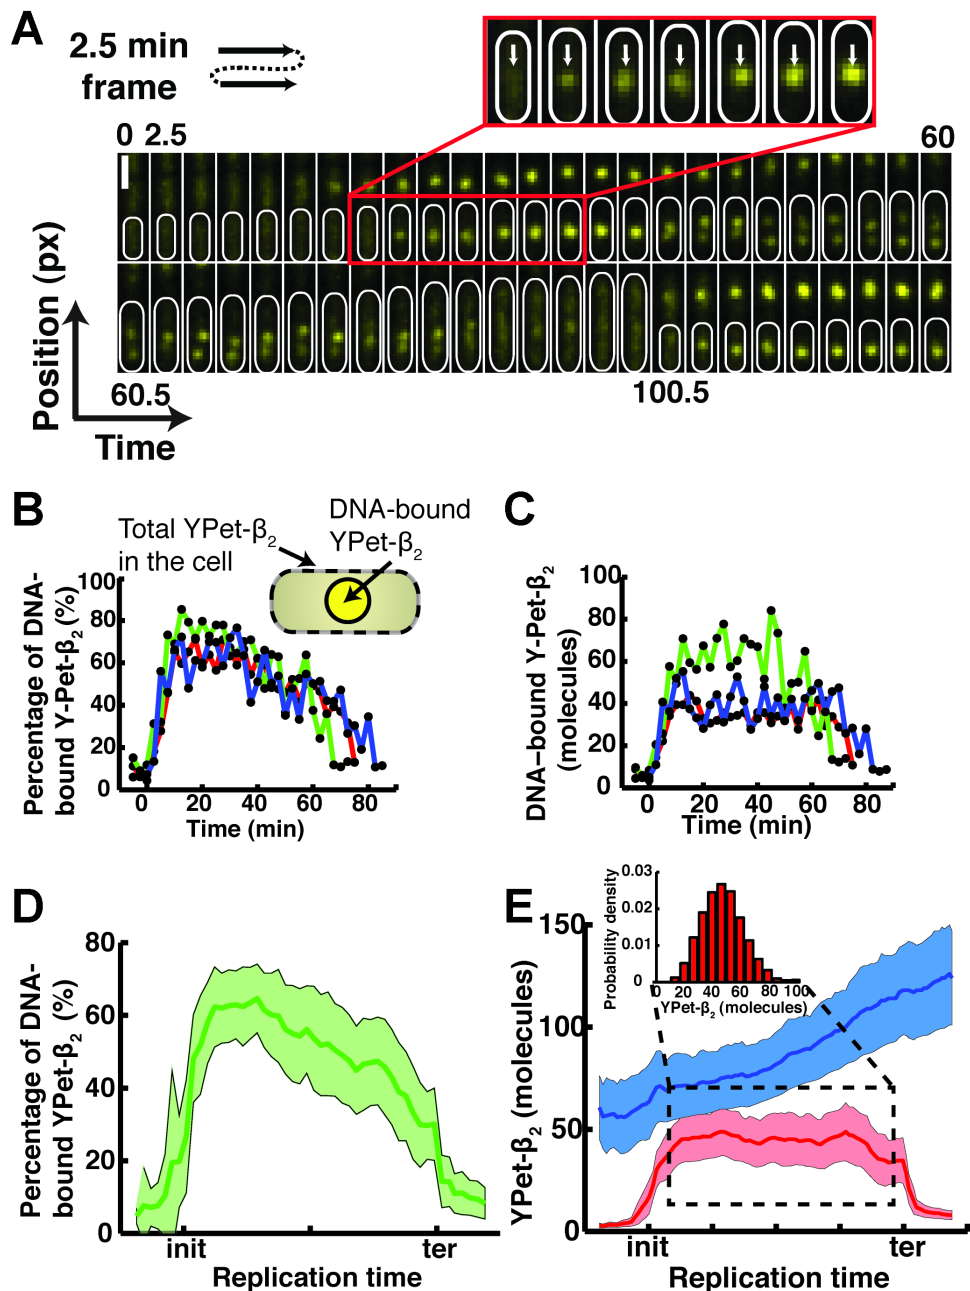 A
2.5 min
frame
0 2.5
60
Position (px)
60.5
100.5
Time
B
Total YPet-β2
in the cell
DNA-bound
YPet-β2
Percentage of DNA-
bound Y-Pet-β2 (%)
100
80
60
40
20
0
0 20 40 60 80
Time (min)
C
DNA–bound Y-Pet-β2
(molecules)
100
80
60
40
20
0
0 20 40 60 80
Time (min)
D
Percentage of DNA-
bound YPet-β2 (%)
80
60
40
20
0
init ter
Replication time
E
YPet-β2 (molecules)
150
100
50
0
init ter
Replication time
Probability density
0.03
0.01
0.01
0
0 20 40 60 80 100
YPet-β2 (molecules)